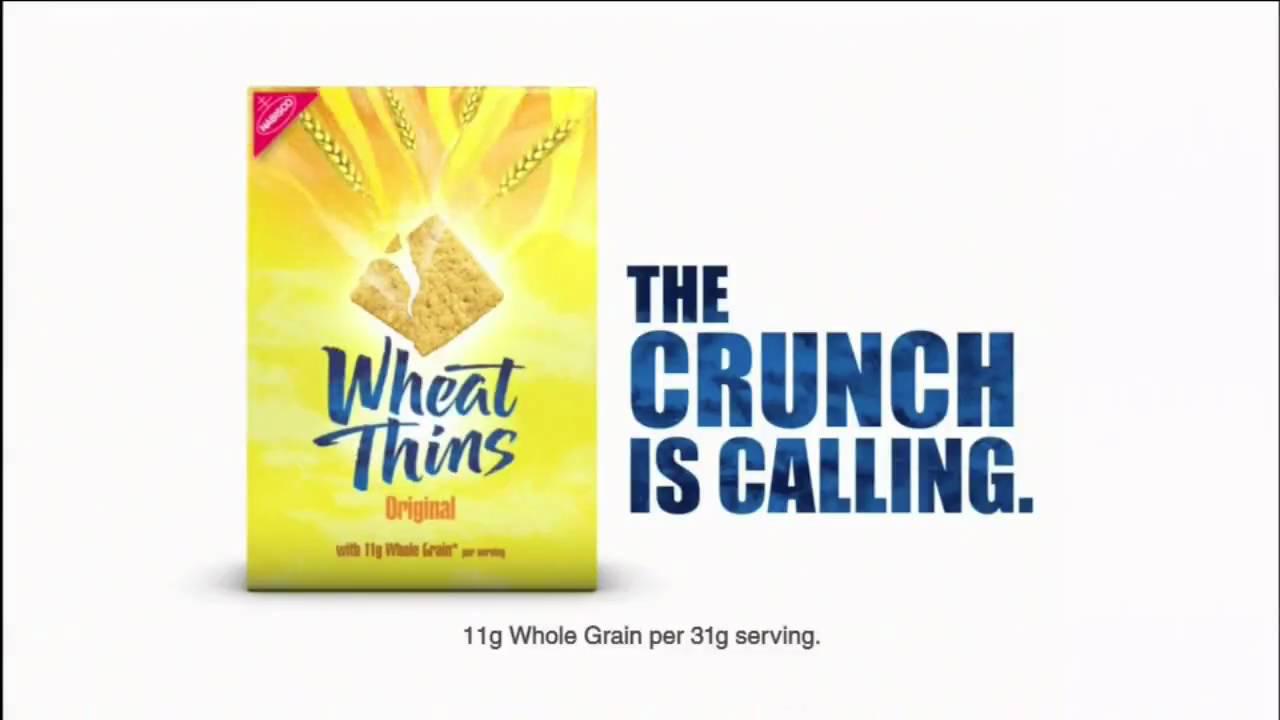 NABISCO
Wheat
Thins
Original
with 11g Whole Grain* per serving
THE
CRUNCH
IS CALLING.
11g Whole Grain per 31g serving.